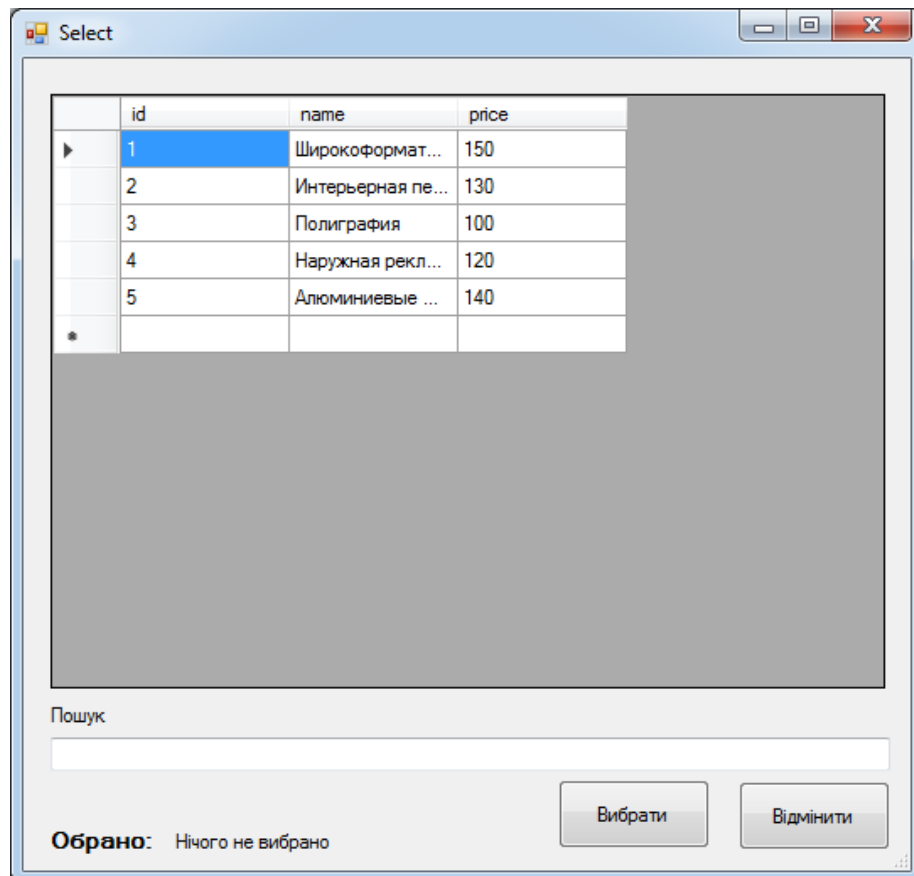 Select
id name price
1 Широкоформат... 150
2 Интерьерная пе... 130
3 Полиграфия 100
4 Наружная рекл... 120
5 Алюминиевые ... 140
Пошук
Вибрати Відмінити
Обрано: Нічого не вибрано